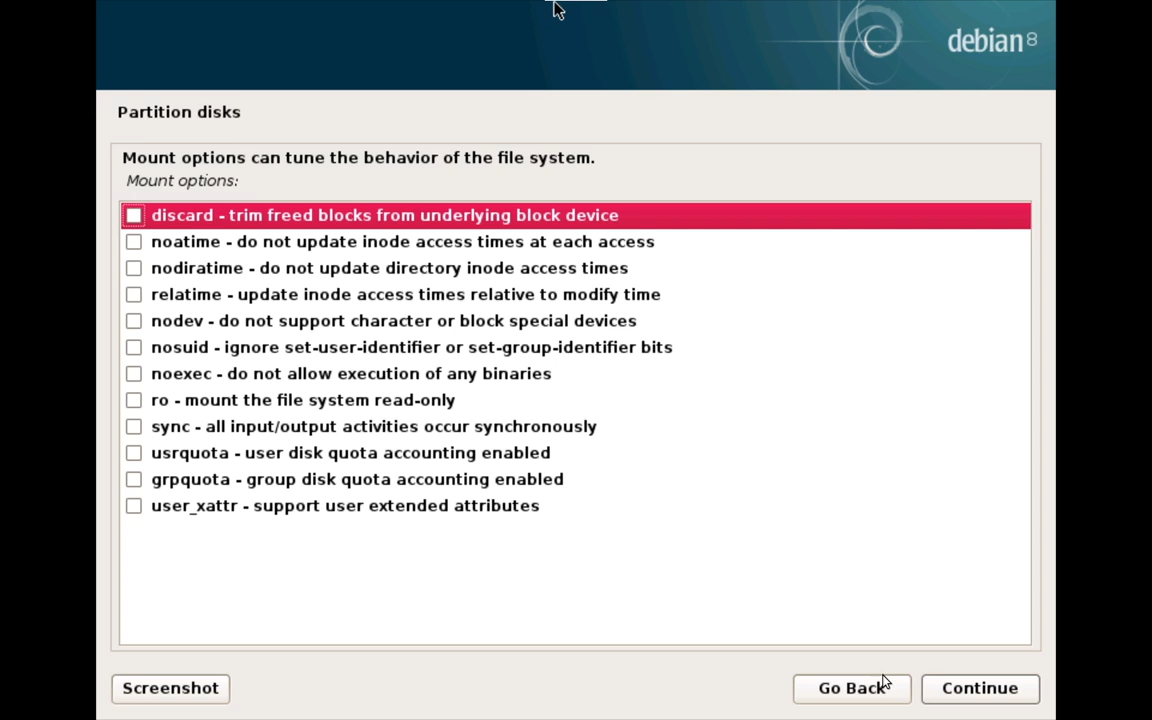 debian 8
Partition disks
Mount options can tune the behavior of the file system.
Mount options:
discard - trim freed blocks from underlying block device
noatime - do not update inode access times at each access
nodiratime - do not update directory inode access times
relatime - update inode access times relative to modify time
nodev - do not support character or block special devices
nosuid - ignore set-user-identifier or set-group-identifier bits
noexec - do not allow execution of any binaries
ro - mount the file system read-only
sync - all input/output activities occur synchronously
usrquota - user disk quota accounting enabled
grpquota - group disk quota accounting enabled
user_xattr - support user extended attributes
Screenshot
Go Back
Continue